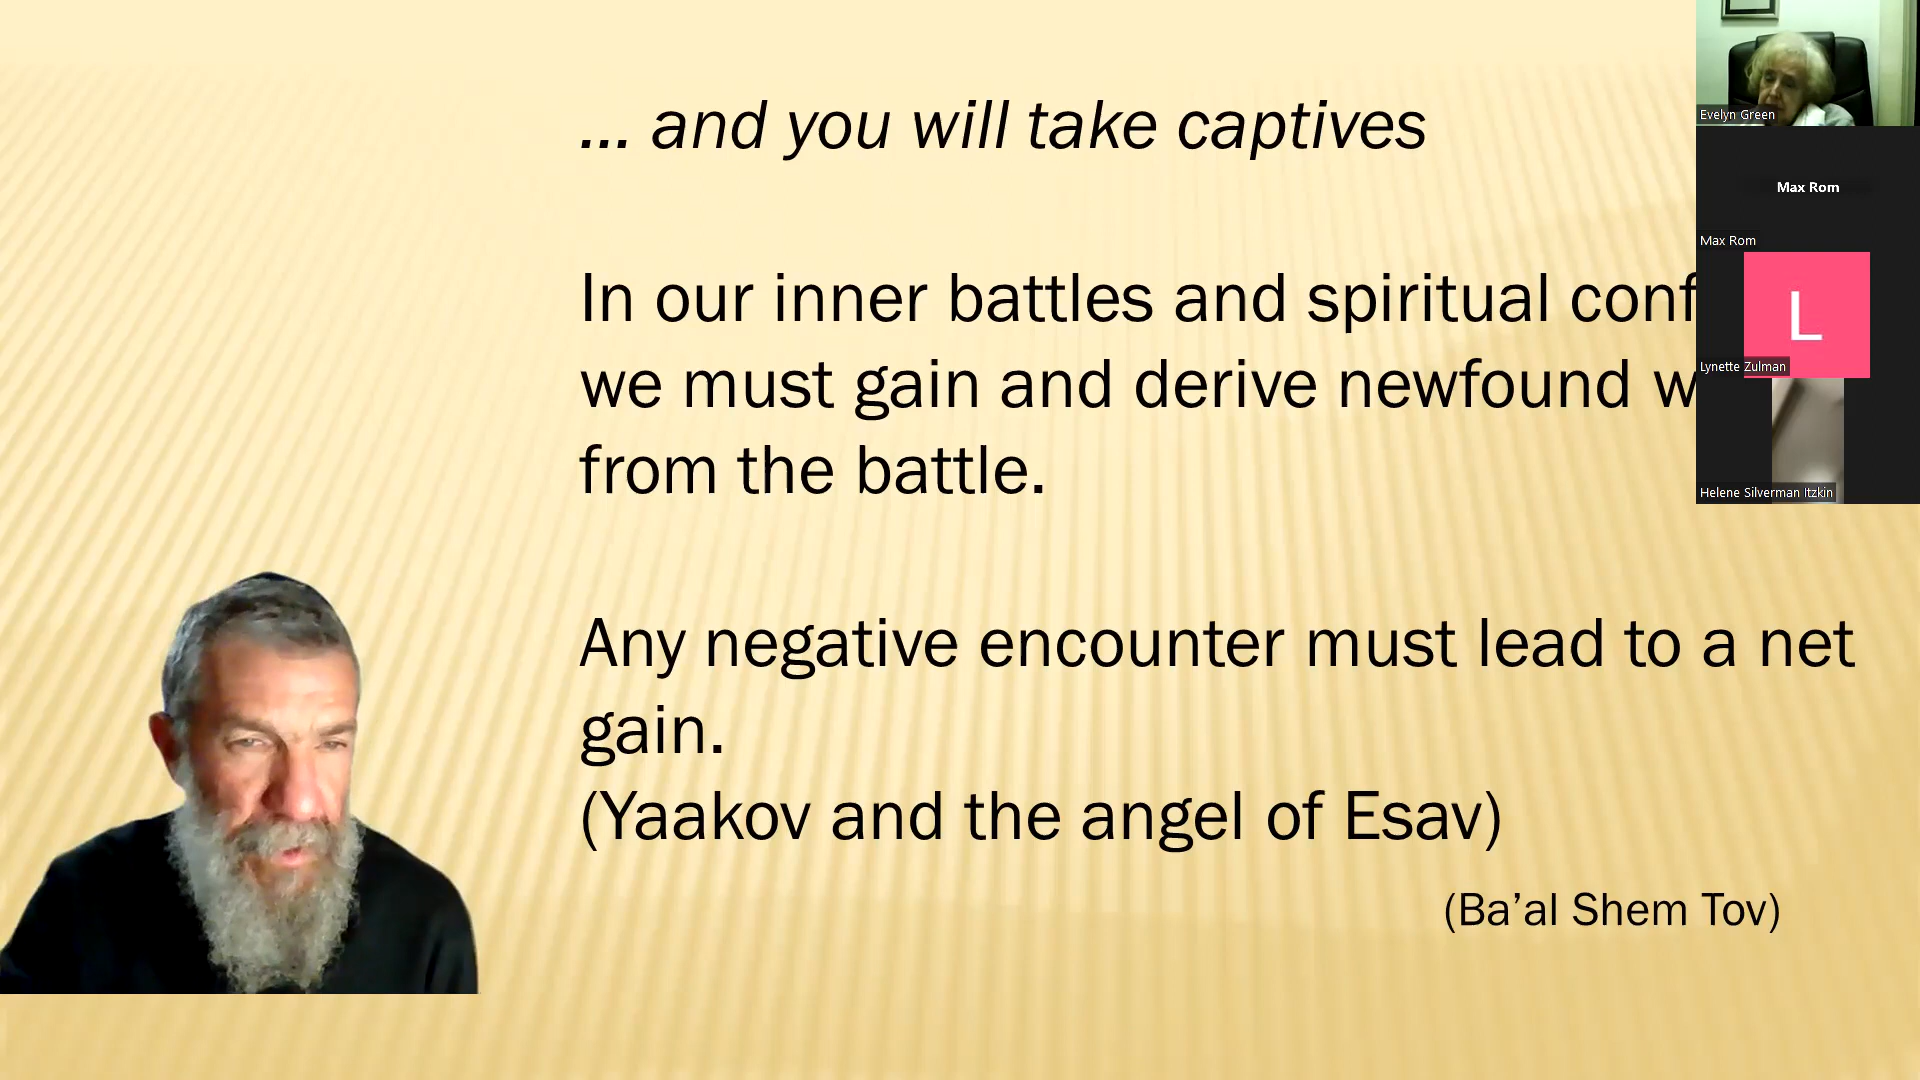 ... and you will take captives
In our inner battles and spiritual conf
we must gain and derive newfound w
from the battle.
Any negative encounter must lead to a net
gain.
(Yaakov and the angel of Esav)
(Ba’al Shem Tov)
Evelyn Green
Max Rom
Max Rom
L
Lynette Zulman
Helene Silverman Itzkin